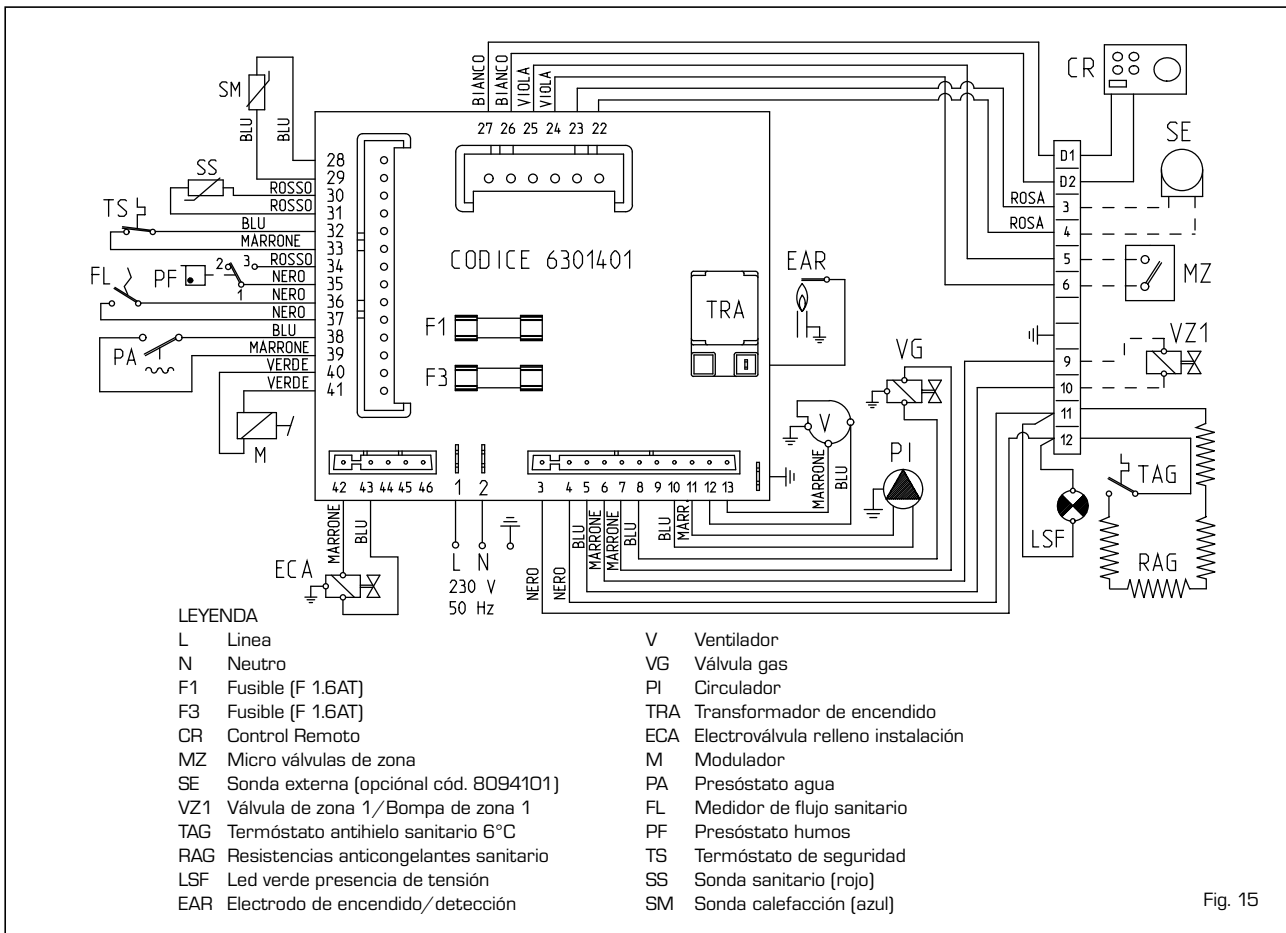 BIANCO
BIANCO
VIOLA
VIOLA
27 26 25 24 23 22
CR
SM
BLU
BLU
28
29
30
31
32
33
34
35
36
37
38
39
40
41
SS
ROSSO
ROSSO
TS
BLU
MARRONE
PF
2 3
1
ROSSO
NERO
FL
NERO
NERO
PA
BLU
MARRONE
VERDE
VERDE
M
CODICE 6301401
F1
F3
TRA
EAR
VG
V
MARRONE
BLU
PI
D1
D2
3
4
5
6
9
10
11
12
ROSA
ROSA
SE
MZ
VZ1
TAG
LSF
RAG
42 43 44 45 46
1 2
3 4 5 6 7 8 9 10 11 12 13
MARRONE
BLU
ECA
L N
230 V
50 Hz
NERO
NERO
BLU
MARRONE
MARRONE
BLU
BLU
MARR.
LEYENDA
L Linea
N Neutro
F1 Fusible (F 1.6AT)
F3 Fusible (F 1.6AT)
CR Control Remoto
MZ Micro válvulas de zona
SE Sonda externa (opciónal cód. 8094101)
VZ1 Válvula de zona 1/Bompa de zona 1
TAG Termóstato antihielo sanitario 6°C
RAG Resistencias anticongelantes sanitario
LSF Led verde presencia de tensión
EAR Electrodo de encendido/detección
V Ventilador
VG Válvula gas
PI Circulador
TRA Transformador de encendido
ECA Electroválvula relleno instalación
M Modulador
PA Presóstato agua
FL Medidor de flujo sanitario
PF Presóstato humos
TS Termóstato de seguridad
SS Sonda sanitario (rojo)
SM Sonda calefacción (azul)
Fig. 15